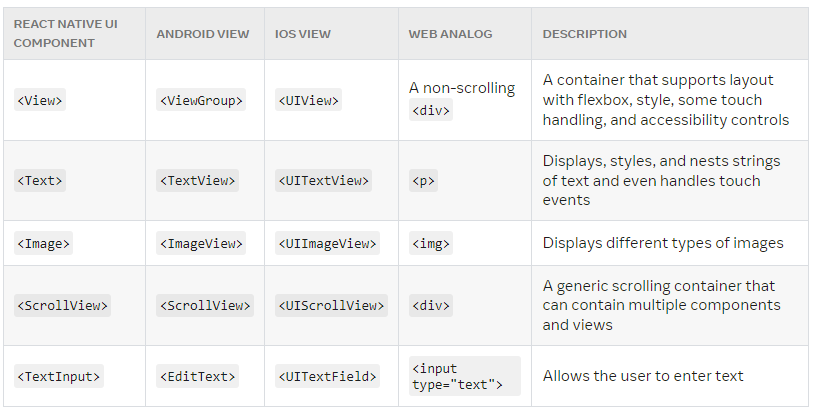 REACT NATIVE UI
COMPONENT
ANDROID VIEW
IOS VIEW
WEB ANALOG
DESCRIPTION
<View>
<ViewGroup>
<UIView>
A non-scrolling
<div>
A container that supports layout
with flexbox, style, some touch
handling, and accessibility controls
<Text>
<TextView>
<UITextView>
<p>
Displays, styles, and nests strings
of text and even handles touch
events
<Image>
<ImageView>
<UIImageView>
<img>
Displays different types of images
<ScrollView>
<ScrollView>
<UIScrollView>
<div>
A generic scrolling container that
can contain multiple components
and views
<TextInput>
<EditText>
<UITextField>
<input
type="text">
Allows the user to enter text